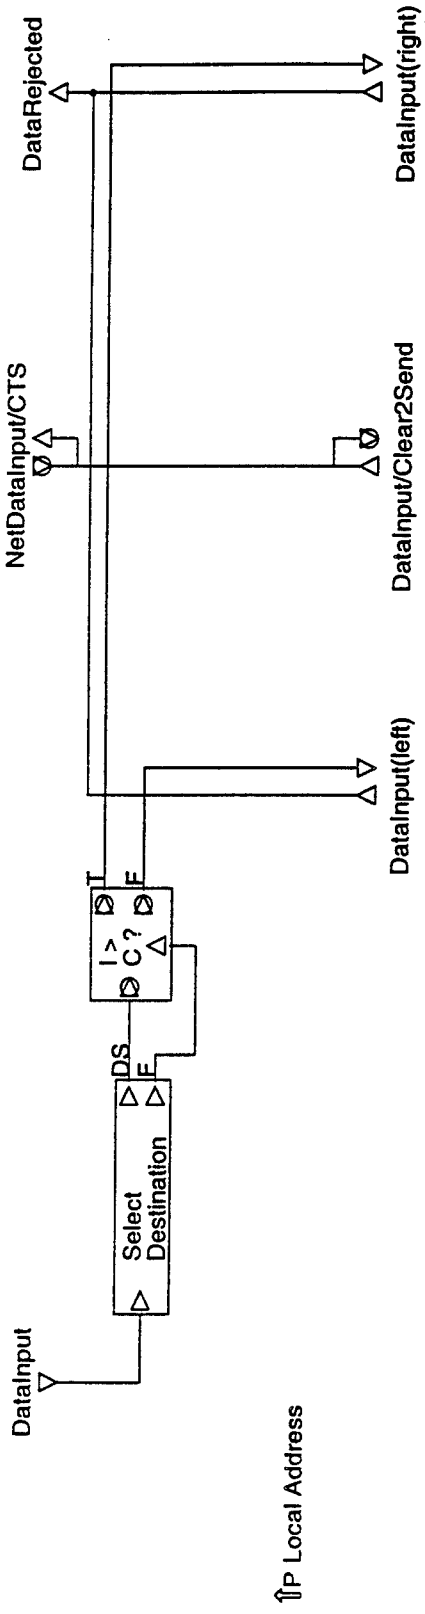 DataInput
NetDataInput/CTS
DataRejected
Select
Destination
DS
F
I >
C ?
T
F
⇑P Local Address
DataInput(left)
DataInput/Clear2Send
DataInput(right)